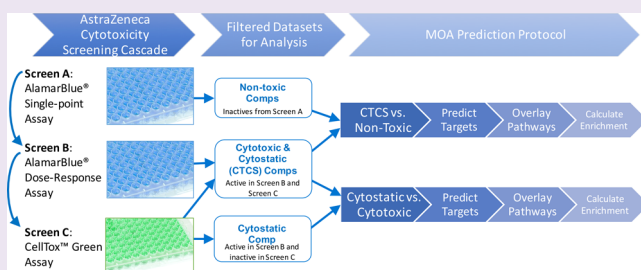 AstraZeneca
Cytotoxicity
Screening Cascade
Filtered Datasets
for Analysis
MOA Prediction Protocol
Screen A:
AlamarBlue®
Single-point
Assay
Non-toxic
Comps
Inactives from Screen A
Screen B:
AlamarBlue®
Dose-Response
Assay
Cytotoxic &
Cytostatic
(CTCS) Comps
Active in Screen B and
Screen C
Screen C:
CellTox™ Green
Assay
Cytostatic
Comp
Active in Screen B and
inactive in Screen C
CTCS vs.
Non-Toxic
Predict
Targets
Overlay
Pathways
Calculate
Enrichment
Cytostatic vs.
Cytotoxic
Predict
Targets
Overlay
Pathways
Calculate
Enrichment